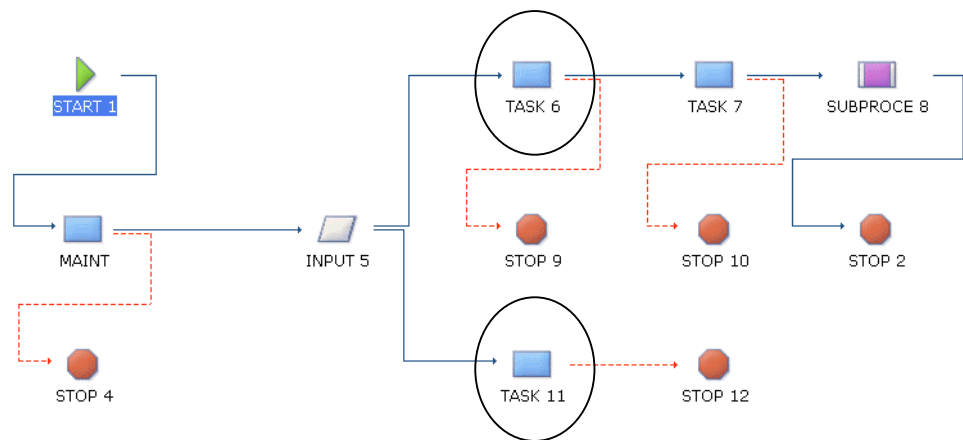 START 1
TASK 6
TASK 7
SUBPROCE 8
MAINT
INPUT 5
STOP 9
STOP 10
STOP 2
STOP 4
TASK 11
STOP 12